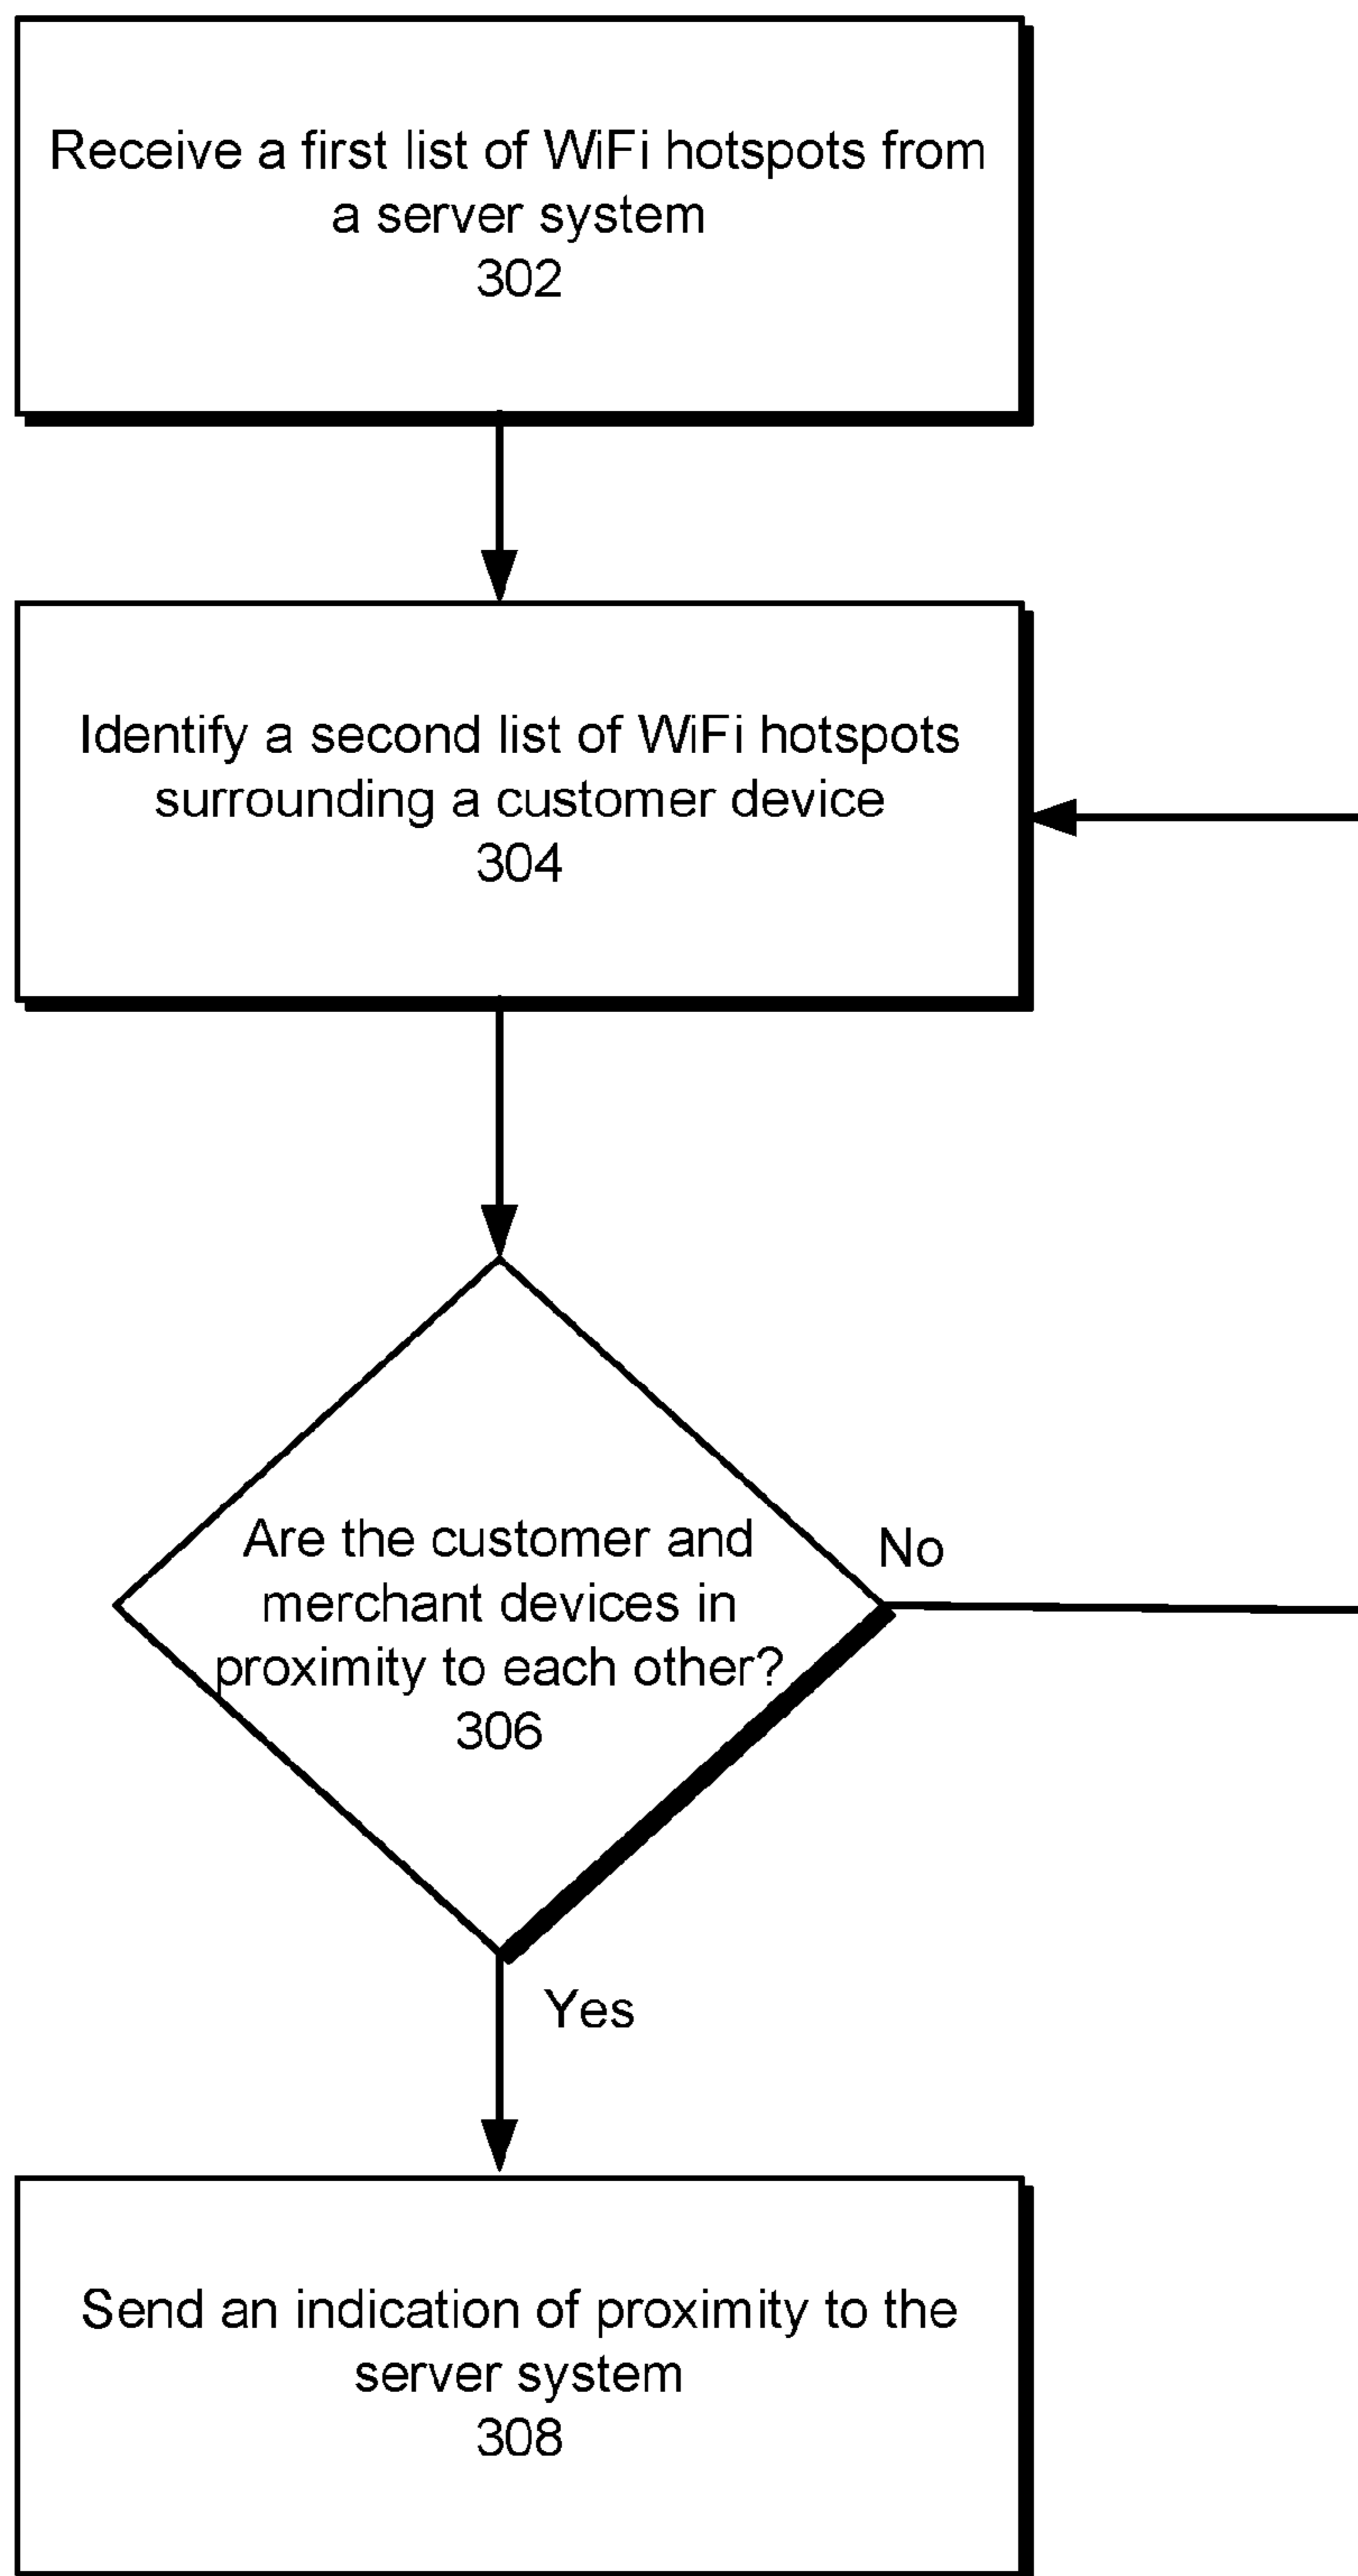 Receive a first list of WiFi hotspots from
a server system
302
Identify a second list of WiFi hotspots
surrounding a customer device
304
Are the customer and
merchant devices in
proximity to each other?
306
No
Yes
Send an indication of proximity to the
server system
308